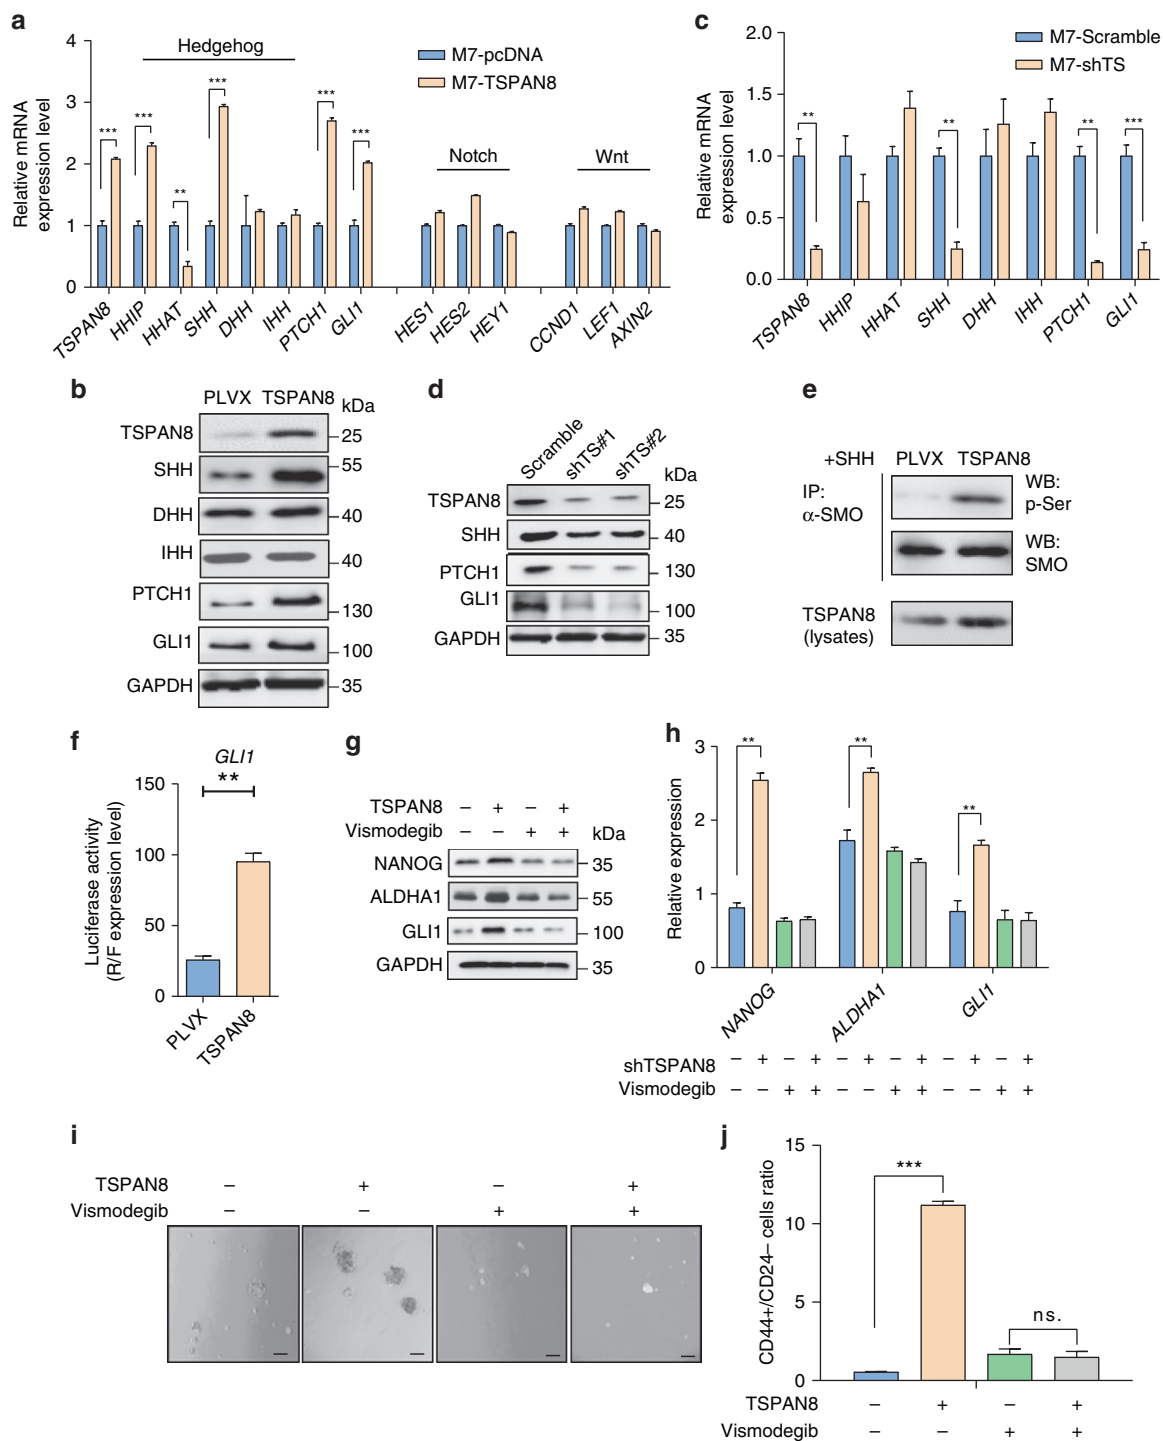 a
Hedgehog
M7-pcDNA
M7-TSPAN8
Notch
Wnt
Relative mRNA
expression level
4
3
2
1
0
*** *** ** *** *** ***
TSPAN8 HHIP HHAT SHH DHH IHH PTCH1 GLI1 HES1 HES2 HEY1 CCND1 LEF1 AXIN2
c
M7-Scramble
M7-shTS
Relative mRNA
expression level
2.0
1.5
1.0
0.5
0.0
** ** ** ***
TSPAN8 HHIP HHAT SHH DHH IHH PTCH1 GLI1
b
PLVX TSPAN8 kDa
TSPAN8 25
SHH 55
DHH 40
IHH 40
PTCH1 130
GLI1 100
GAPDH 35
d
Scramble shTS#1 shTS#2 kDa
TSPAN8 25
SHH 40
PTCH1 130
GLI1 100
GAPDH 35
e
+SHH PLVX TSPAN8
IP:
α-SMO
WB:
p-Ser
WB:
SMO
TSPAN8
(lysates)
f
GLI1
**
Luciferase activity
(R/F expression level)
150
100
50
0
PLVX TSPAN8
g
TSPAN8 – + – +
Vismodegib – – + + kDa
NANOG 35
ALDHA1 55
GLI1 100
GAPDH 35
h
Relative expression
3
2
1
0
** ** **
NANOG ALDHA1 GLI1
shTSPAN8 – + – + – + – + – + – +
Vismodegib – – + + – – + + – – + +
i
TSPAN8 – + – +
Vismodegib – – + +
j
CD44+/CD24– cells ratio
15
10
5
0
***
ns.
TSPAN8 – + – +
Vismodegib – – + +